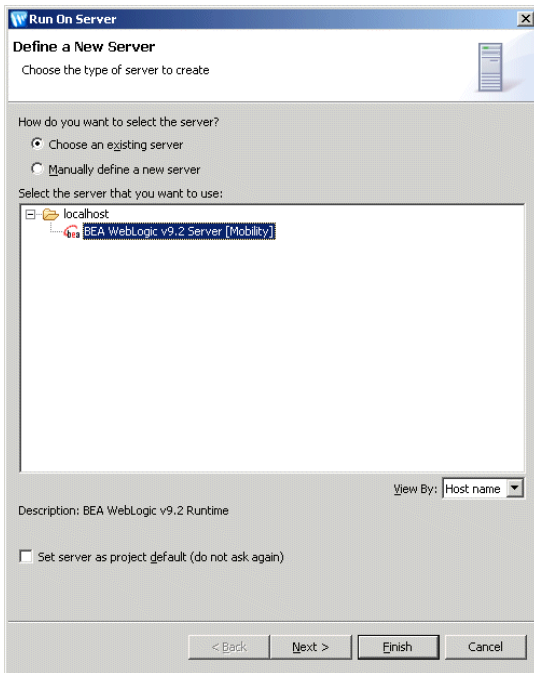 Run On Server
Define a New Server
Choose the type of server to create
How do you want to select the server?
Choose an existing server
Manually define a new server
Select the server that you want to use:
localhost
bea BEA WebLogic v9.2 Server [Mobility]
View By: Host name
Description: BEA WebLogic v9.2 Runtime
Set server as project default (do not ask again)
< Back Next > Finish Cancel